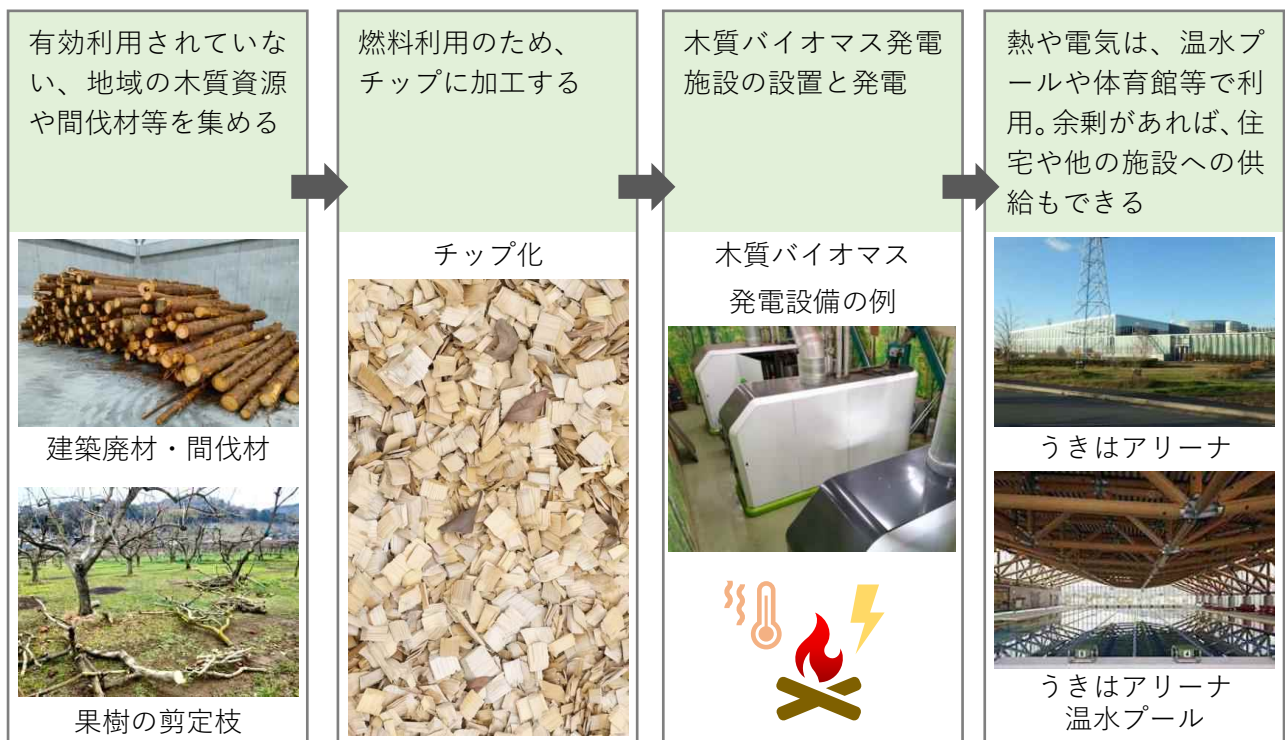 有効利用されていな
い、地域の木質資源
や間伐材等を集める
建築廃材・間伐材
果樹の剪定枝
燃料利用のため、
チップに加工する
チップ化
木質バイオマス発電
施設の設置と発電
木質バイオマス
発電設備の例
熱や電気は、温水プ
ールや体育館等で利
用。余剰があれば、住
宅や他の施設への供
給もできる
うきはアリーナ
うきはアリーナ
温水プール